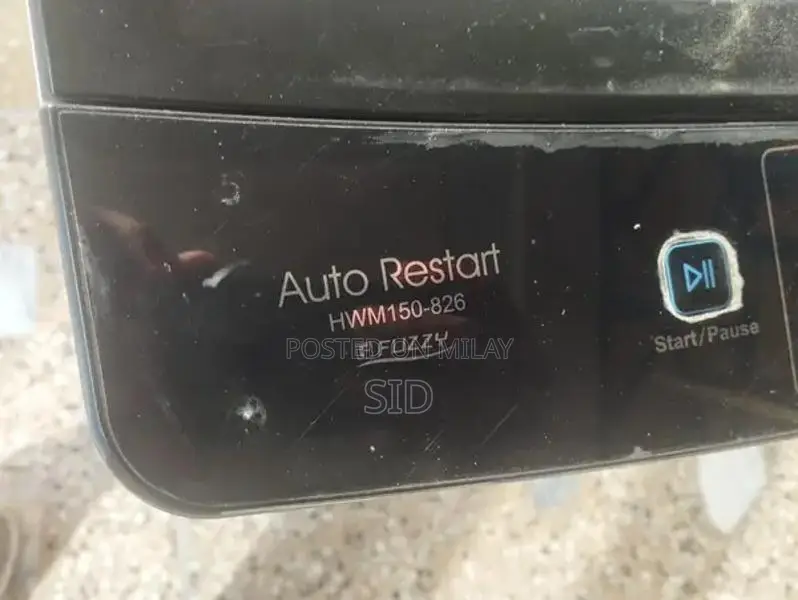 Auto Restart
HWM150-826
FUZZY
POSTED ON MILAY
SID
Start/Pause